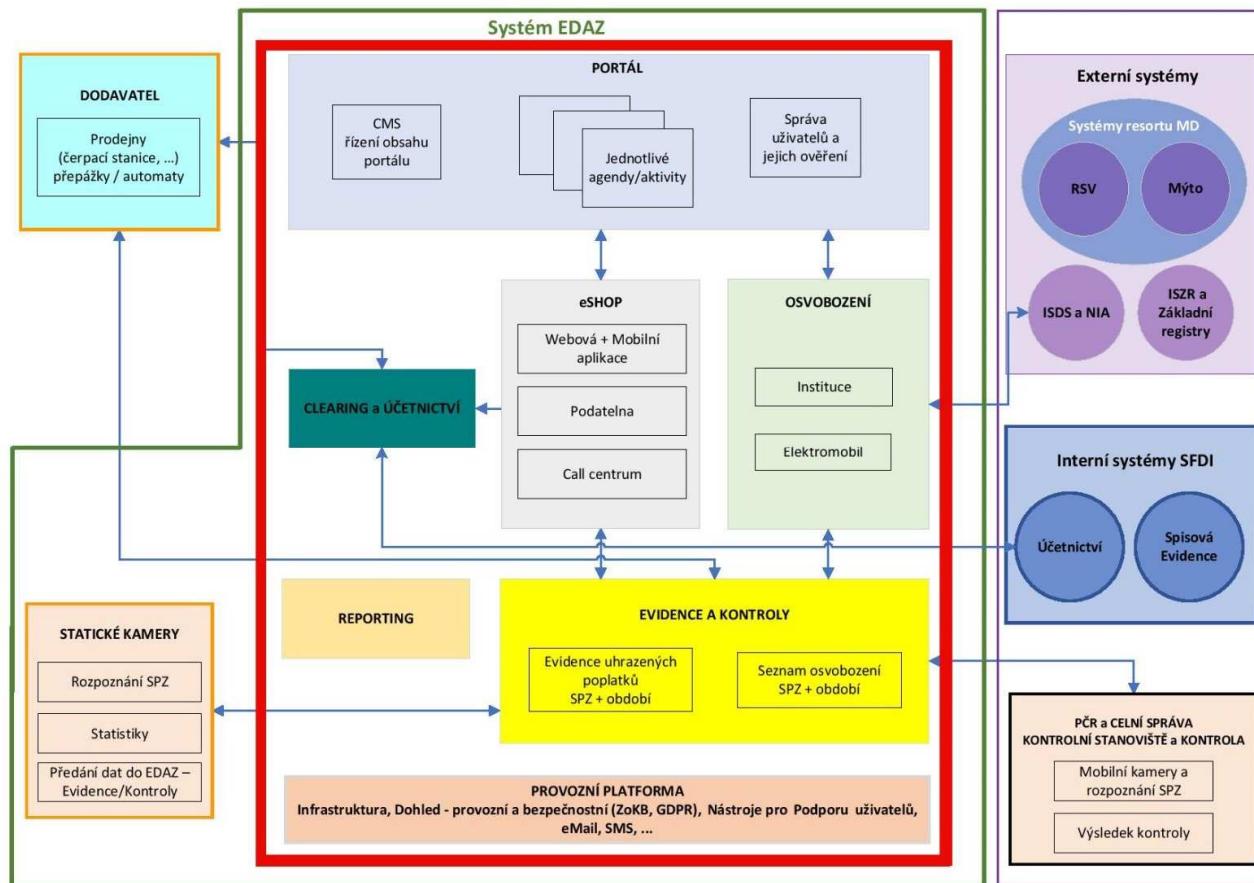 Systém EDAZ
DODAVATEL
Prodejny
(čerpací stanice, ...)
přepážky / automaty
PORTÁL
CMS
řízení obsahu
portálu
Jednotlivé
agendy/aktivity
Správa
uživatelů a
jejich ověření
Externí systémy
Systémy resortu MD
RSV
Mýto
ISDS a NIA
ISZR a
Základní
registry
eSHOP
Webová + Mobilní
aplikace
Podatelna
Call centrum
OSVOBOZENÍ
Instituce
Elektromobil
CLEARING a ÚČETNICTVÍ
Interní systémy SFDI
Účetnictví
Spisová
Evidence
REPORTING
EVIDENCE A KONTROLY
Evidence uhrazených
poplatků
SPZ + období
Seznam osvobození
SPZ + období
STATICKÉ KAMERY
Rozpoznání SPZ
Statistiky
Předání dat do EDAZ –
Evidence/Kontroly
PČR a CELNÍ SPRÁVA
KONTROLNÍ STANOVIŠTĚ a KONTROLA
Mobilní kamery a
rozpoznání SPZ
Výsledek kontroly
PROVOZNÍ PLATFORMA
Infrastruktura, Dohled - provozní a bezpečnostní (ZoKB, GDPR), Nástroje pro Podporu uživatelů,
eMail, SMS, ...